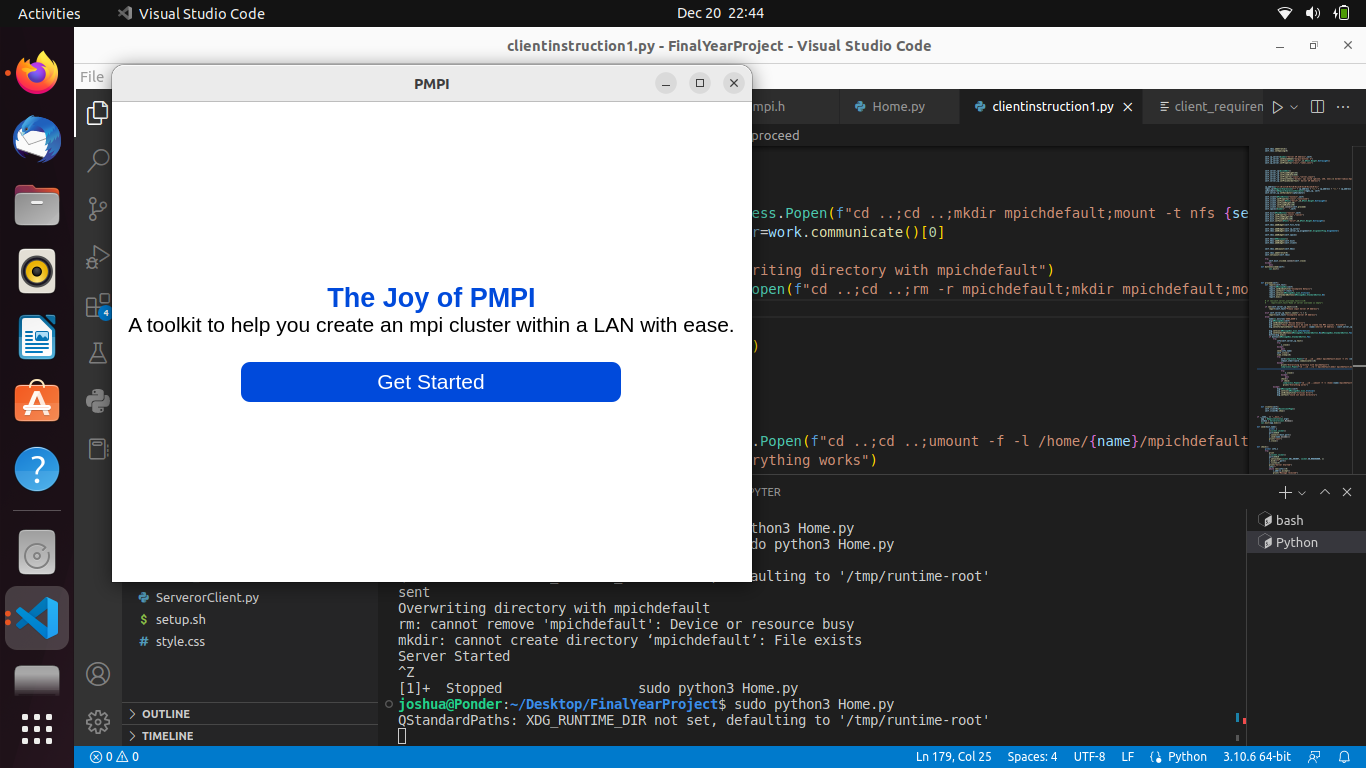 Activities
Visual Studio Code
Dec 20 22:44
clientinstruction1.py - FinalYearProject - Visual Studio Code
File
PMPI
mpi.h
Home.py
clientinstruction1.py
proceed
ess.Popen(f"cd ..;cd ..;mkdir mpichdefault;mount -t nfs {se
r=work.communicate()[0]
riting directory with mpichdefault")
open(f"cd ..;cd ..;rm -r mpichdefault;mkdir mpichdefault;mo
)
s.Popen(f"cd ..;cd ..;umount -f -l /home/{name}/mpichdefault
rything works")
The Joy of PMPI
A toolkit to help you create an mpi cluster within a LAN with ease.
Get Started
4
PYTER
bash
Python
thon3 Home.py
do python3 Home.py
aulting to '/tmp/runtime-root'
sent
Overwriting directory with mpichdefault
rm: cannot remove 'mpichdefault': Device or resource busy
mkdir: cannot create directory ‘mpichdefault’: File exists
Server Started
^Z
[1]+ Stopped sudo python3 Home.py
joshua@Ponder:~/Desktop/FinalYearProject$ sudo python3 Home.py
QStandardPaths: XDG_RUNTIME_DIR not set, defaulting to '/tmp/runtime-root'
ServerorClient.py
$ setup.sh
# style.css
OUTLINE
TIMELINE
0 0
Ln 179, Col 25
Spaces: 4
UTF-8
LF
Python
3.10.6 64-bit